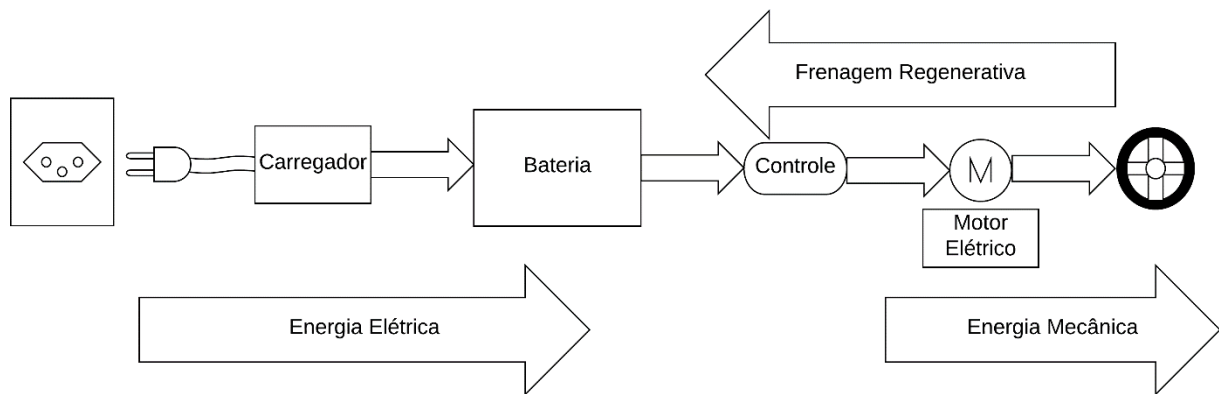 Frenagem Regenerativa
Carregador
Bateria
Controle
M
Motor
Elétrico
Energia Elétrica
Energia Mecânica